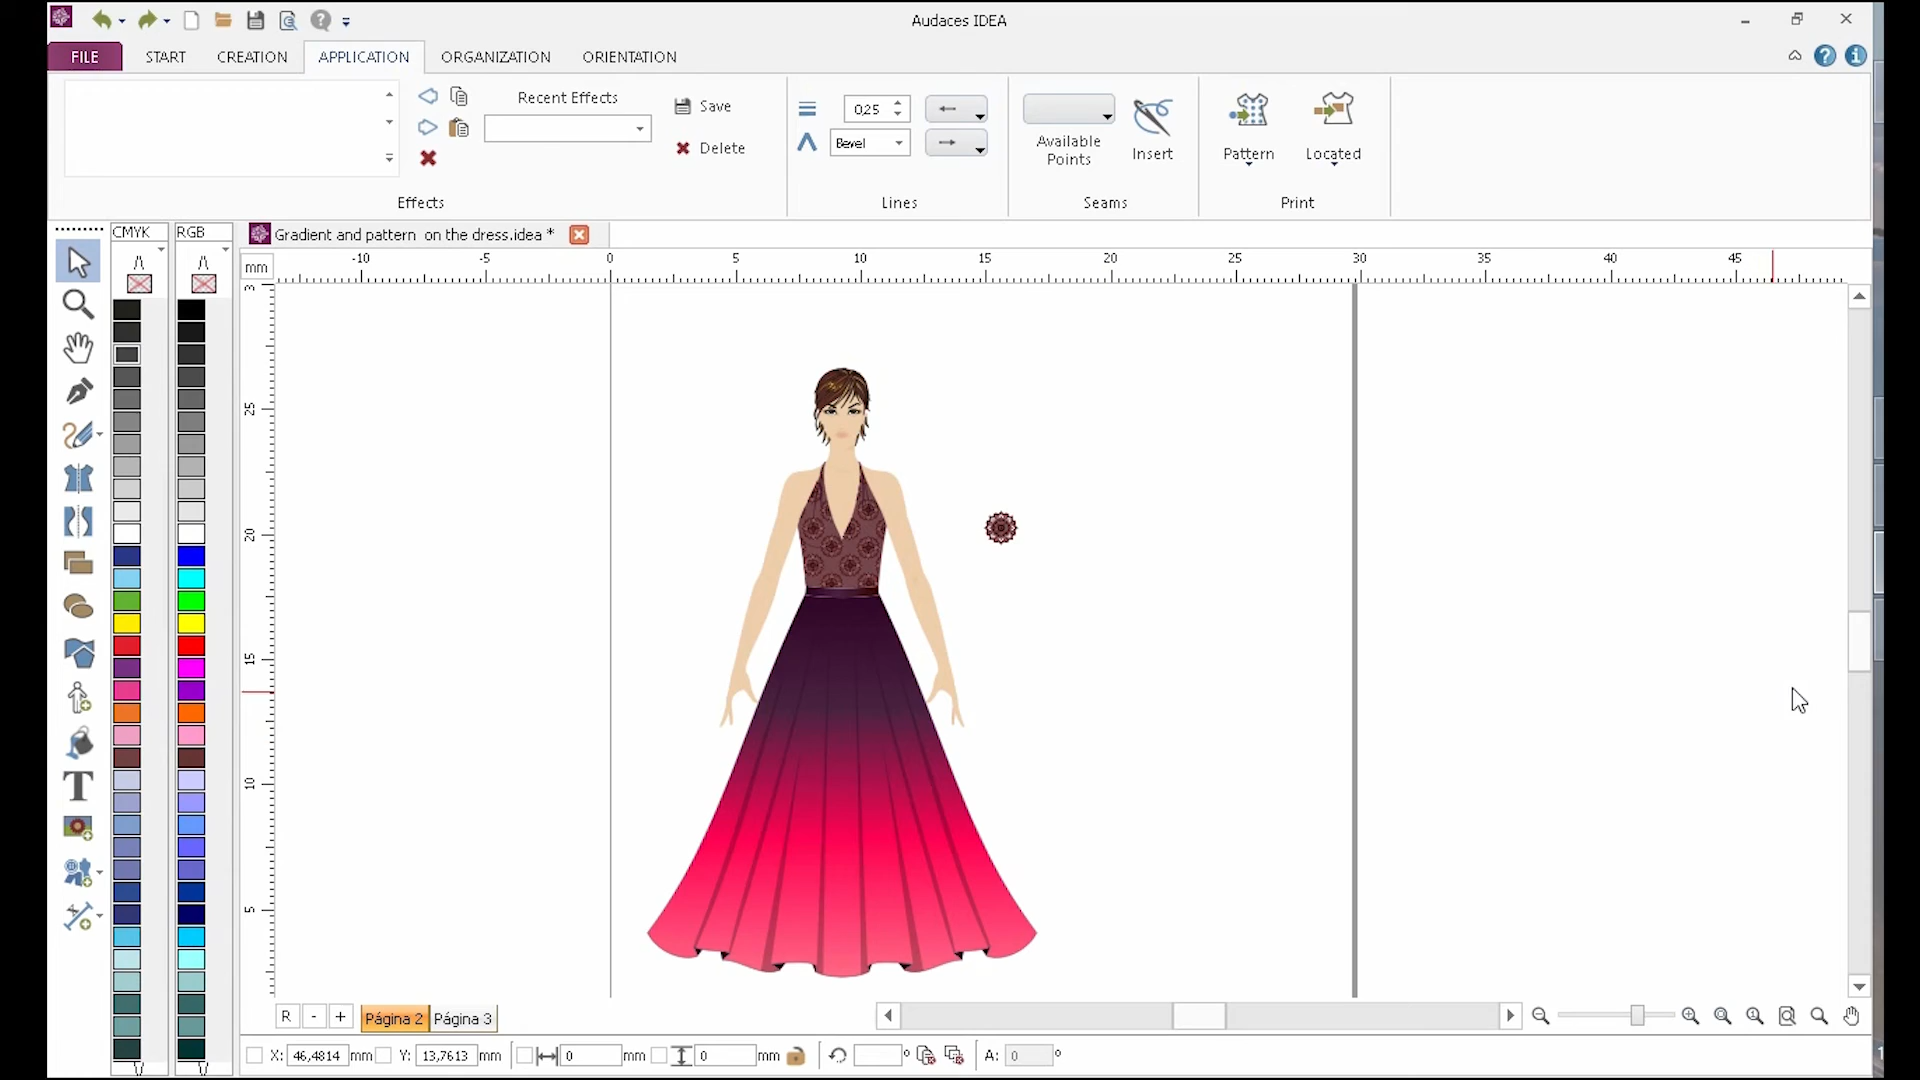 Audaces IDEA
FILE START CREATION APPLICATION ORGANIZATION ORIENTATION
Recent Effects
Save
Delete
Effects
0,25
Bevel
Lines
Available
Points
Insert
Seams
Pattern
Located
Print
CMYK
RGB
Gradient and pattern on the dress.idea *
mm
-10 -5 0 5 10 15 20 25 30 35 40 45
3
25
20
15
10
5
R - + Página 2 Página 3
X: 46,4814 mm Y: 13,7613 mm 0 mm 0 mm ° A: 0 °